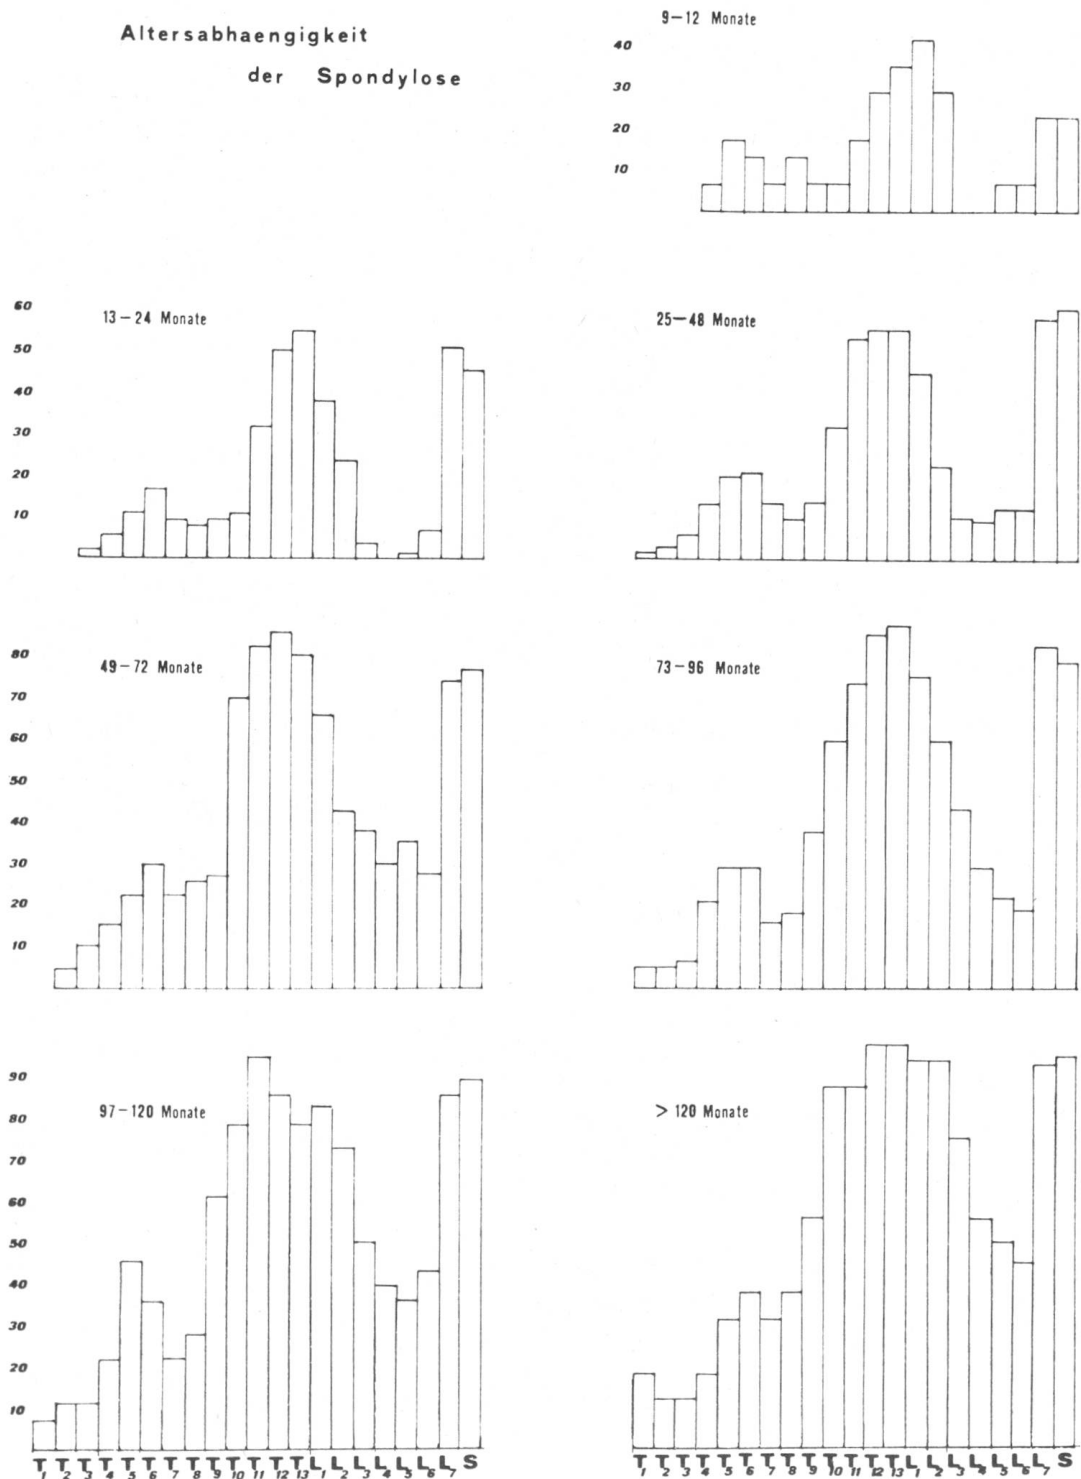 Altersabhaengigkeit
der Spondylose
9–12 Monate
40
30
20
10
13–24 Monate
60
50
40
30
20
10
25–48 Monate
49–72 Monate
80
70
60
50
40
30
20
10
73–96 Monate
97–120 Monate
90
80
70
60
50
40
30
20
10
> 120 Monate
T1 T2 T3 T4 T5 T6 T7 T8 T9 T10 T11 T12 T13 L1 L2 L3 L4 L5 L6 L7 S
T1 T2 T3 T4 T5 T6 T7 T8 T9 T10 T11 T12 T13 L1 L2 L3 L4 L5 L6 L7 S